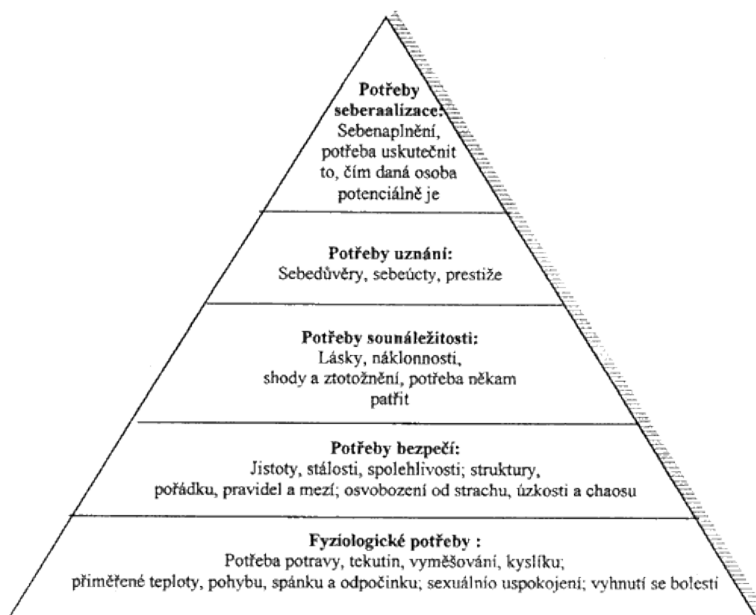 Potřeby
seberaalizace:
Sebenaplnění,
potřeba uskutečnit
to, čím daná osoba
potenciálně je
Potřeby uznání:
Sebedůvěry, sebeúcty, prestiže
Potřeby sounáležitosti:
Lásky, náklonnosti,
shody a ztotožnění, potřeba někam
patřit
Potřeby bezpečí:
Jistoty, stálosti, spolehlivosti; struktury,
pořádku, pravidel a mezí; osvobození od strachu, úzkosti a chaosu
Fyziologické potřeby :
Potřeba potravy, tekutin, vyměšování, kyslíku;
přiměřené teploty, pohybu, spánku a odpočinku; sexuálnío uspokojení; vyhnutí se bolesti